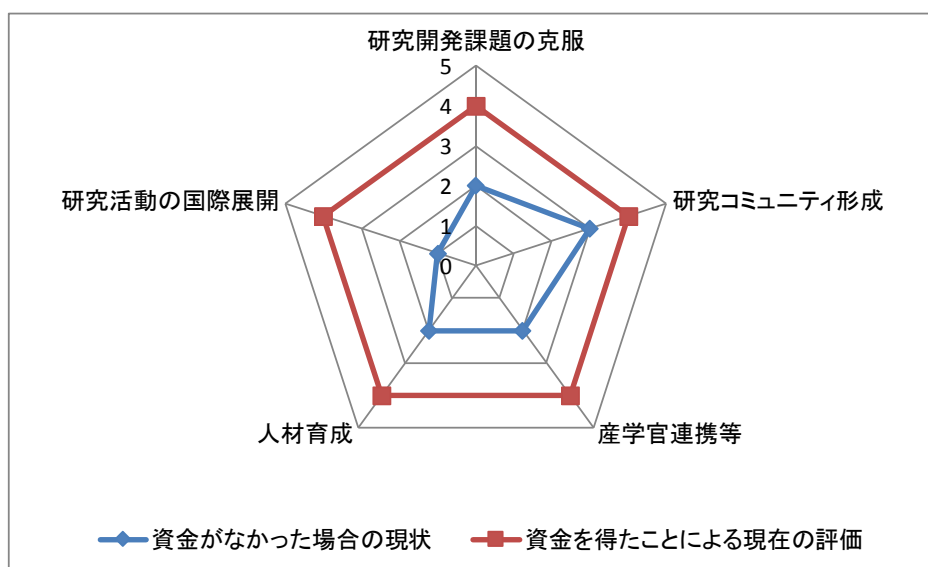 研究開発課題の克服
5
4
3
2
1
0
研究活動の国際展開
研究コミュニティ形成
人材育成
産学官連携等
資金がなかった場合の現状
資金を得たことによる現在の評価